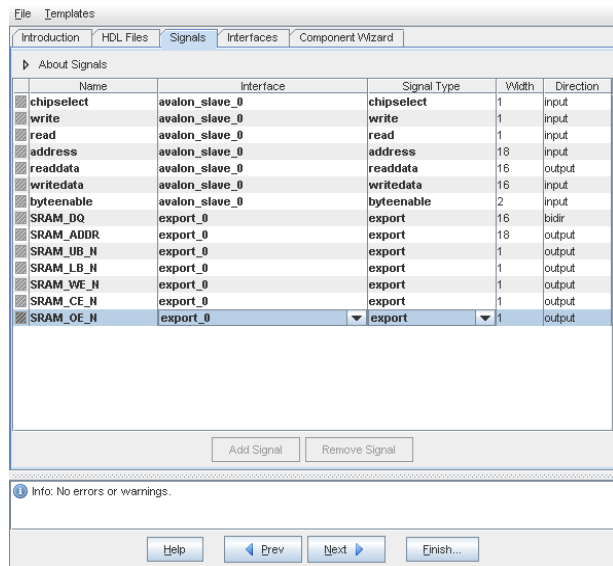 File Templates
Introduction HDL Files Signals Interfaces Component Wizard
About Signals
Name Interface Signal Type Width Direction
chipselect avalon_slave_0 chipselect 1 input
write avalon_slave_0 write 1 input
read avalon_slave_0 read 1 input
address avalon_slave_0 address 18 input
readdata avalon_slave_0 readdata 16 output
writedata avalon_slave_0 writedata 16 input
byteenable avalon_slave_0 byteenable 2 input
SRAM_DQ export_0 export 16 bidir
SRAM_ADDR export_0 export 18 output
SRAM_UB_N export_0 export 1 output
SRAM_LB_N export_0 export 1 output
SRAM_WE_N export_0 export 1 output
SRAM_CE_N export_0 export 1 output
SRAM_OE_N export_0 export 1 output
Add Signal Remove Signal
Info: No errors or warnings.
Help Prev Next Finish...